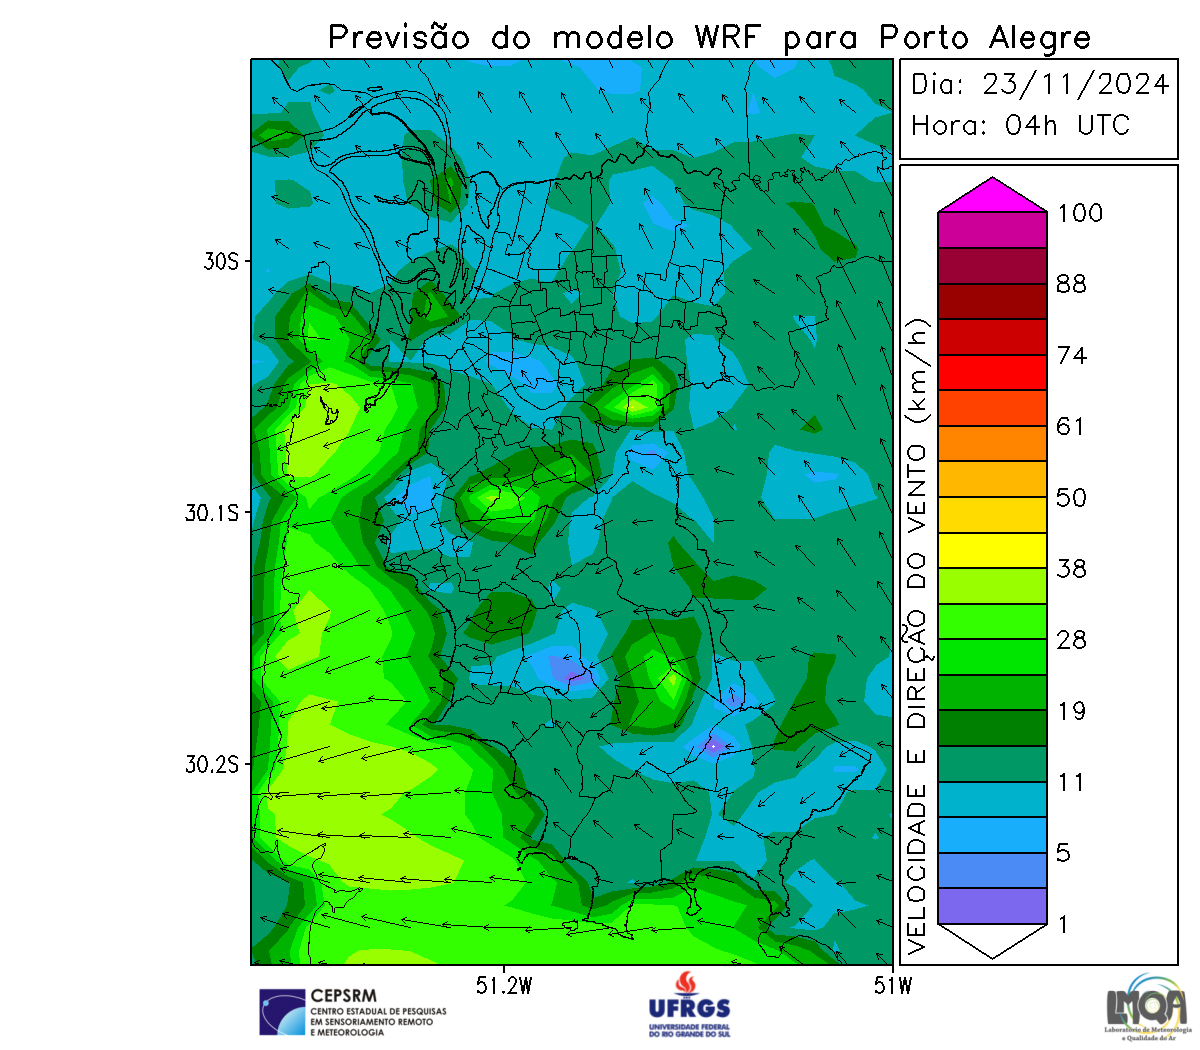 Previsão do modelo WRF para Porto Alegre
Dia: 23/11/2024
Hora: 04h UTC
30S
30.1S
30.2S
51.2W
51W
VELOCIDADE E DIREÇÃO DO VENTO (km/h)
100
88
74
61
50
38
28
19
11
5
1
CEPSRM
CENTRO ESTADUAL DE PESQUISAS
EM SENSORIAMENTO REMOTO
E METEOROLOGIA
UFRGS
UNIVERSIDADE FEDERAL
DO RIO GRANDE DO SUL
LMQA
Laboratório de Meteorologia
e Qualidade do Ar